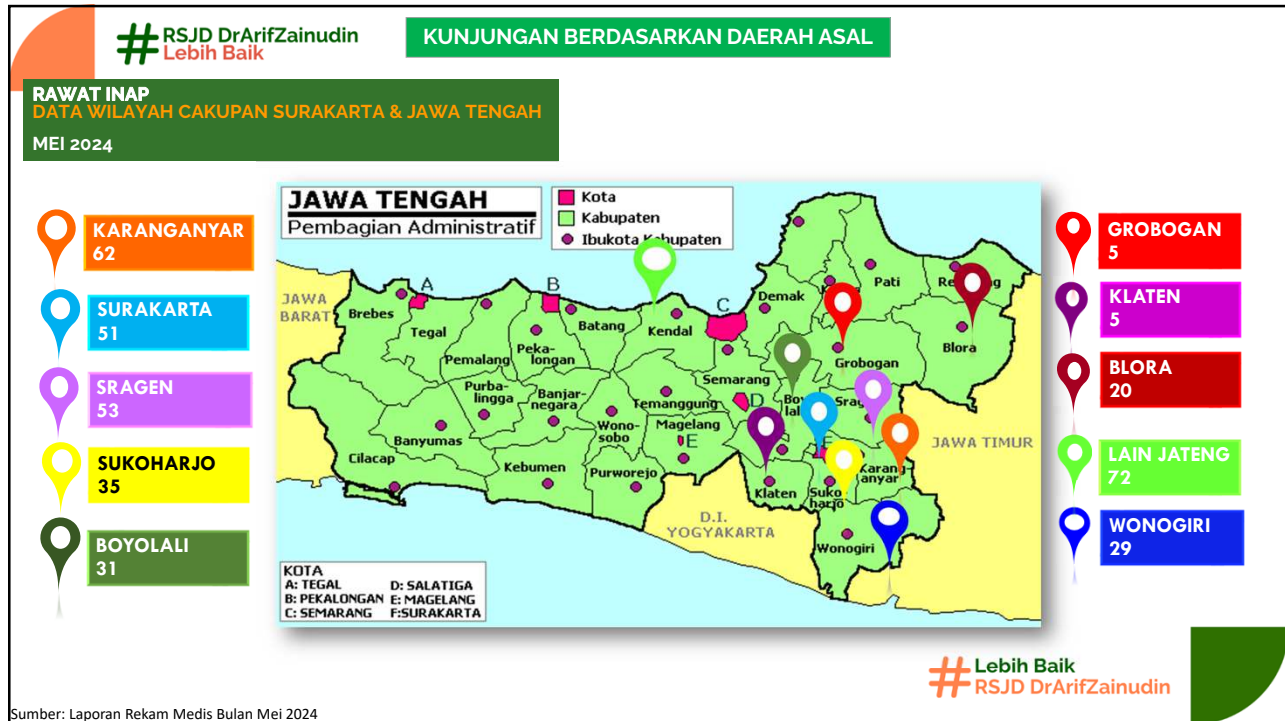 #RSJD DrArifZainudin
Lebih Baik
KUNJUNGAN BERDASARKAN DAERAH ASAL
RAWAT INAP
DATA WILAYAH CAKUPAN SURAKARTA & JAWA TENGAH
MEI 2024
KARANGANYAR
62
SURAKARTA
51
SRAGEN
53
SUKOHARJO
35
BOYOLALI
31
JAWA TENGAH
Pembagian Administratif
Kota
Kabupaten
Ibukota Kabupaten
JAWA
BARAT
A
B
C
Brebes
Tegal
Pemalang
Peka-
longan
Batang
Kendal
Demak
Pati
Blora
Grobogan
Semarang
D
Purba-
lingga
Banjar-
negara
Wono-
sobo
Temanggung
Magelang
E
Banyumas
Cilacap
Kebumen
Purworejo
Klaten
Suko
harjo
Karang
anyar
Wonogiri
D.I.
YOGYAKARTA
JAWA TIMUR
KOTA
A: TEGAL D: SALATIGA
B: PEKALONGAN E: MAGELANG
C: SEMARANG F:SURAKARTA
GROBOGAN
5
KLATEN
5
BLORA
20
LAIN JATENG
72
WONOGIRI
29
#Lebih Baik
RSJD DrArifZainudin
Sumber: Laporan Rekam Medis Bulan Mei 2024